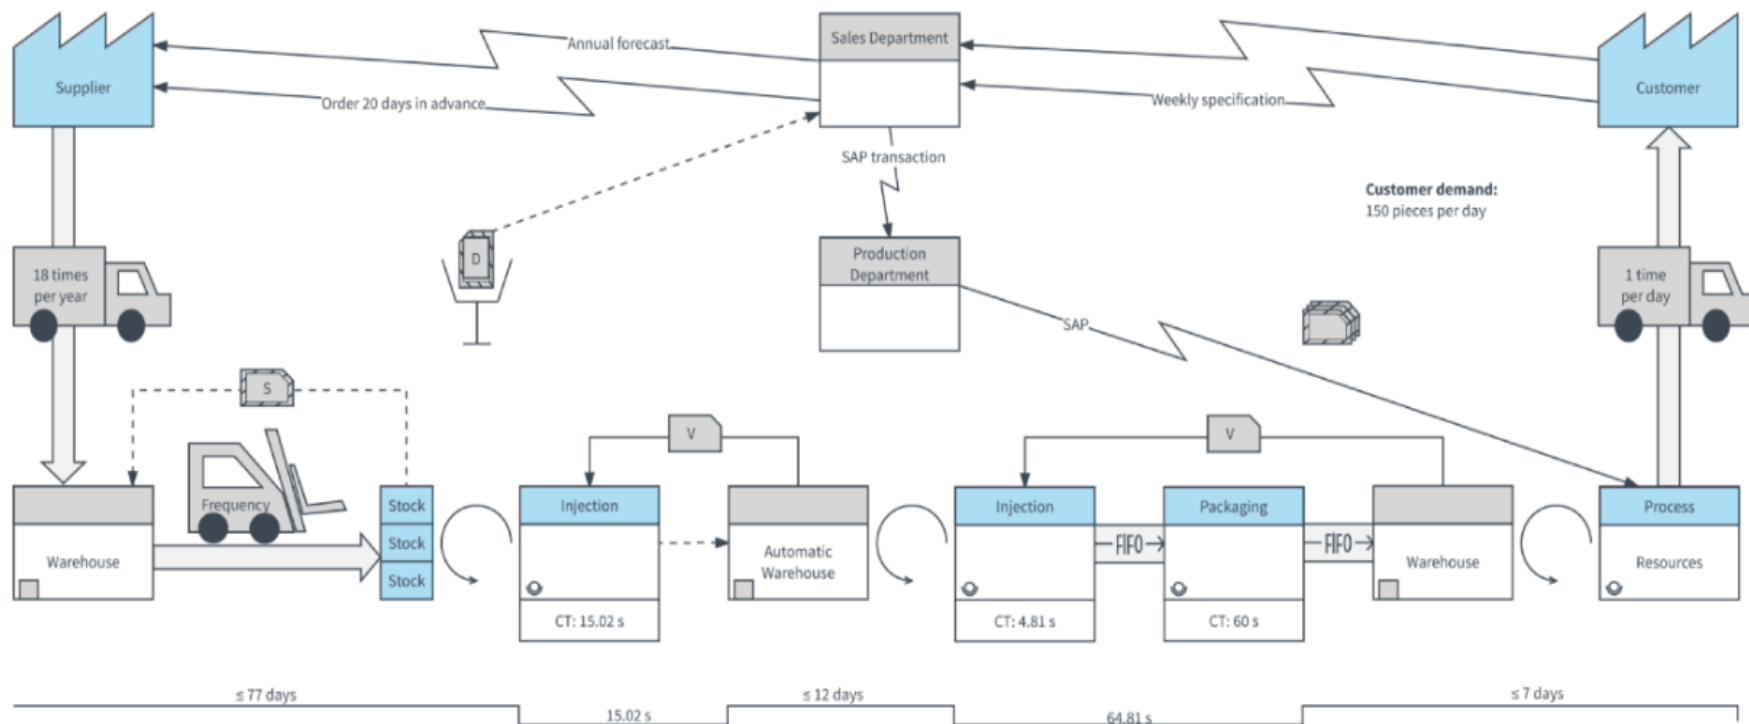 Supplier
Annual forecast
Order 20 days in advance
Sales Department
Weekly specification
Customer
SAP transaction
Customer demand:
150 pieces per day
18 times
per year
D
Production
Department
SAP
1 time
per day
S
V
V
Frequency
Warehouse
Stock
Stock
Stock
Injection
CT: 15.02 s
Automatic
Warehouse
Injection
CT: 4.81 s
FIFO
Packaging
CT: 60 s
FIFO
Warehouse
Process
Resources
≤ 77 days
15.02 s
≤ 12 days
64.81 s
≤ 7 days